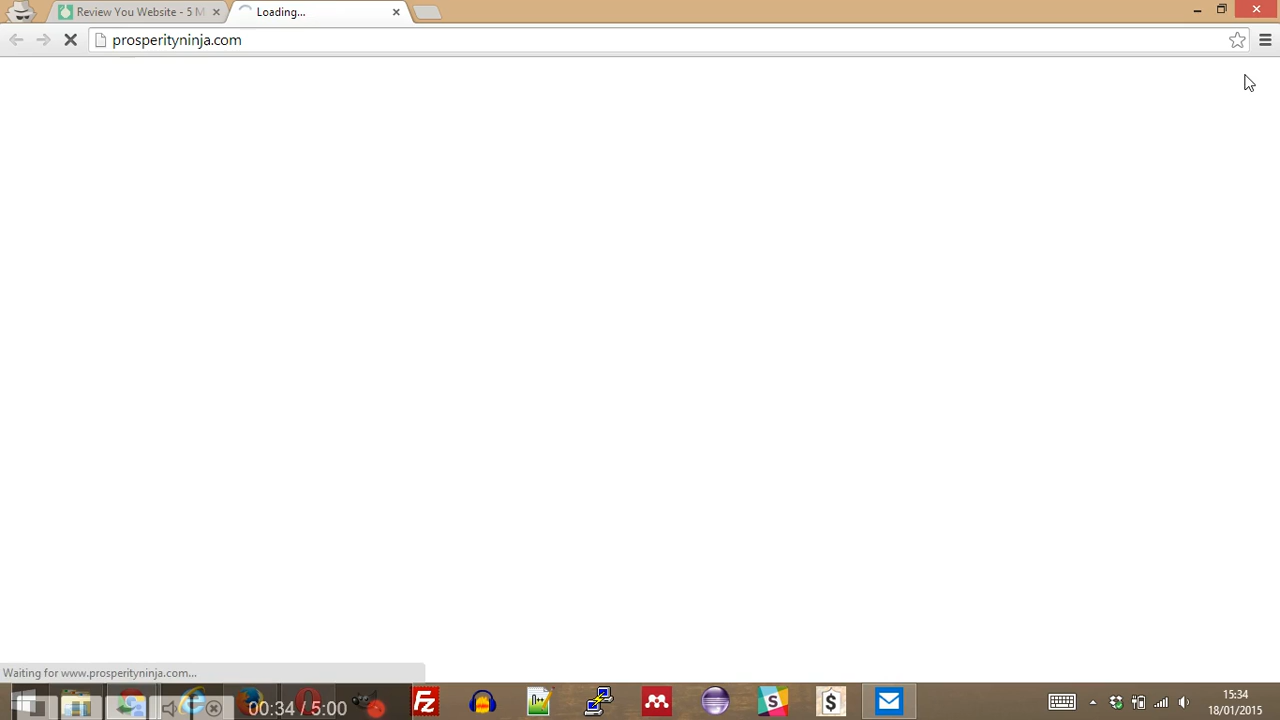 Review You Website - 5 M
Loading...
prosperityninja.com
Waiting for www.prosperityninja.com...
00:34 / 5:00
15:34
18/01/2015